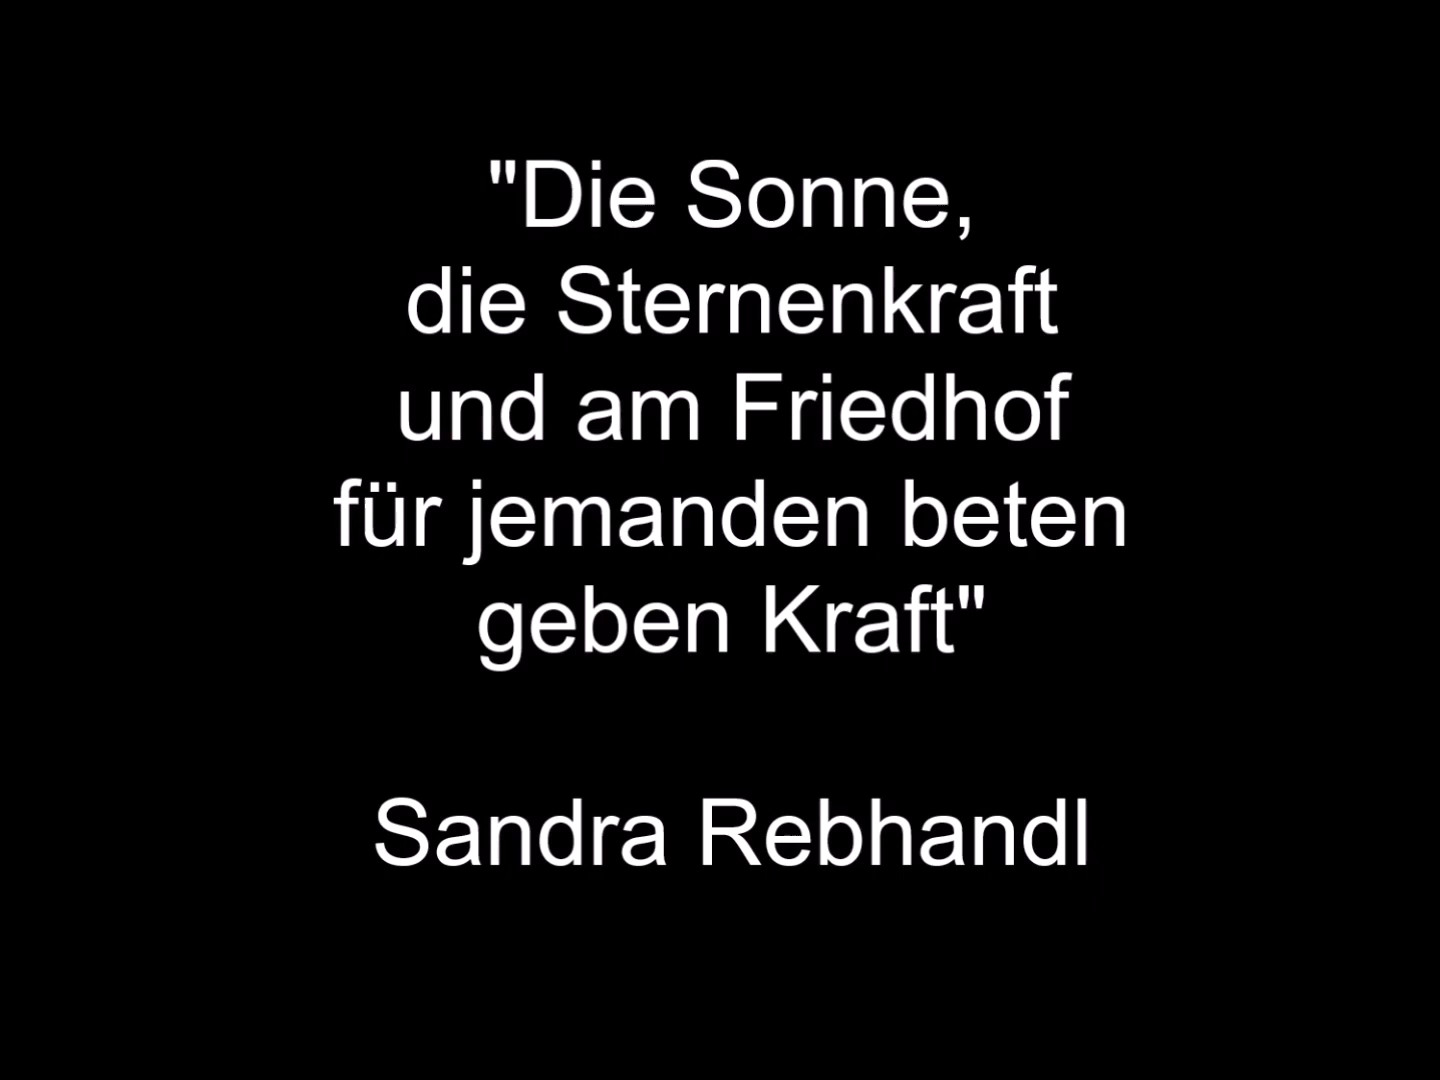 "Die Sonne,
die Sternenkraft
und am Friedhof
für jemanden beten
geben Kraft"
Sandra Rebhandl